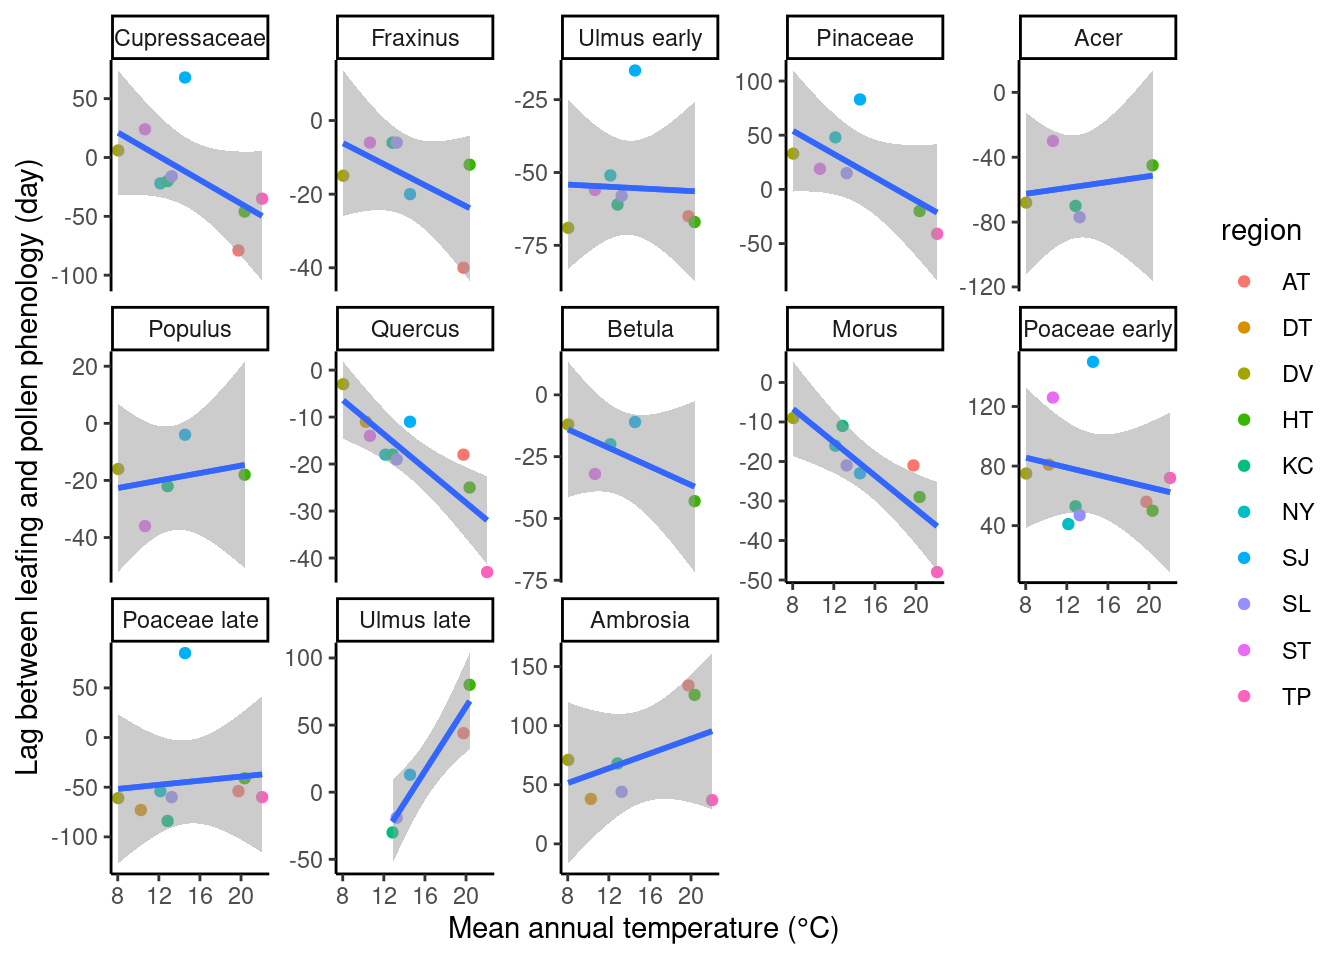 Cupressaceae Fraxinus Ulmus early Pinaceae Acer
50 0 -50 -100
0 -20 -40
-25 -50 -75
100 50 0 -50
0 -40 -80 -120
Populus Quercus Betula Morus Poaceae early
20 0 -20 -40
0 -10 -20 -30 -40
0 -25 -50 -75
0 -10 -20 -30 -40 -50
120 80 40
8 12 16 20 8 12 16 20
Poaceae late Ulmus late Ambrosia
50 0 -50 -100
100 50 0 -50
150 100 50 0
8 12 16 20 8 12 16 20 8 12 16 20
Mean annual temperature (°C)
Lag between leafing and pollen phenology (day)
region
AT
DT
DV
HT
KC
NY
SJ
SL
ST
TP